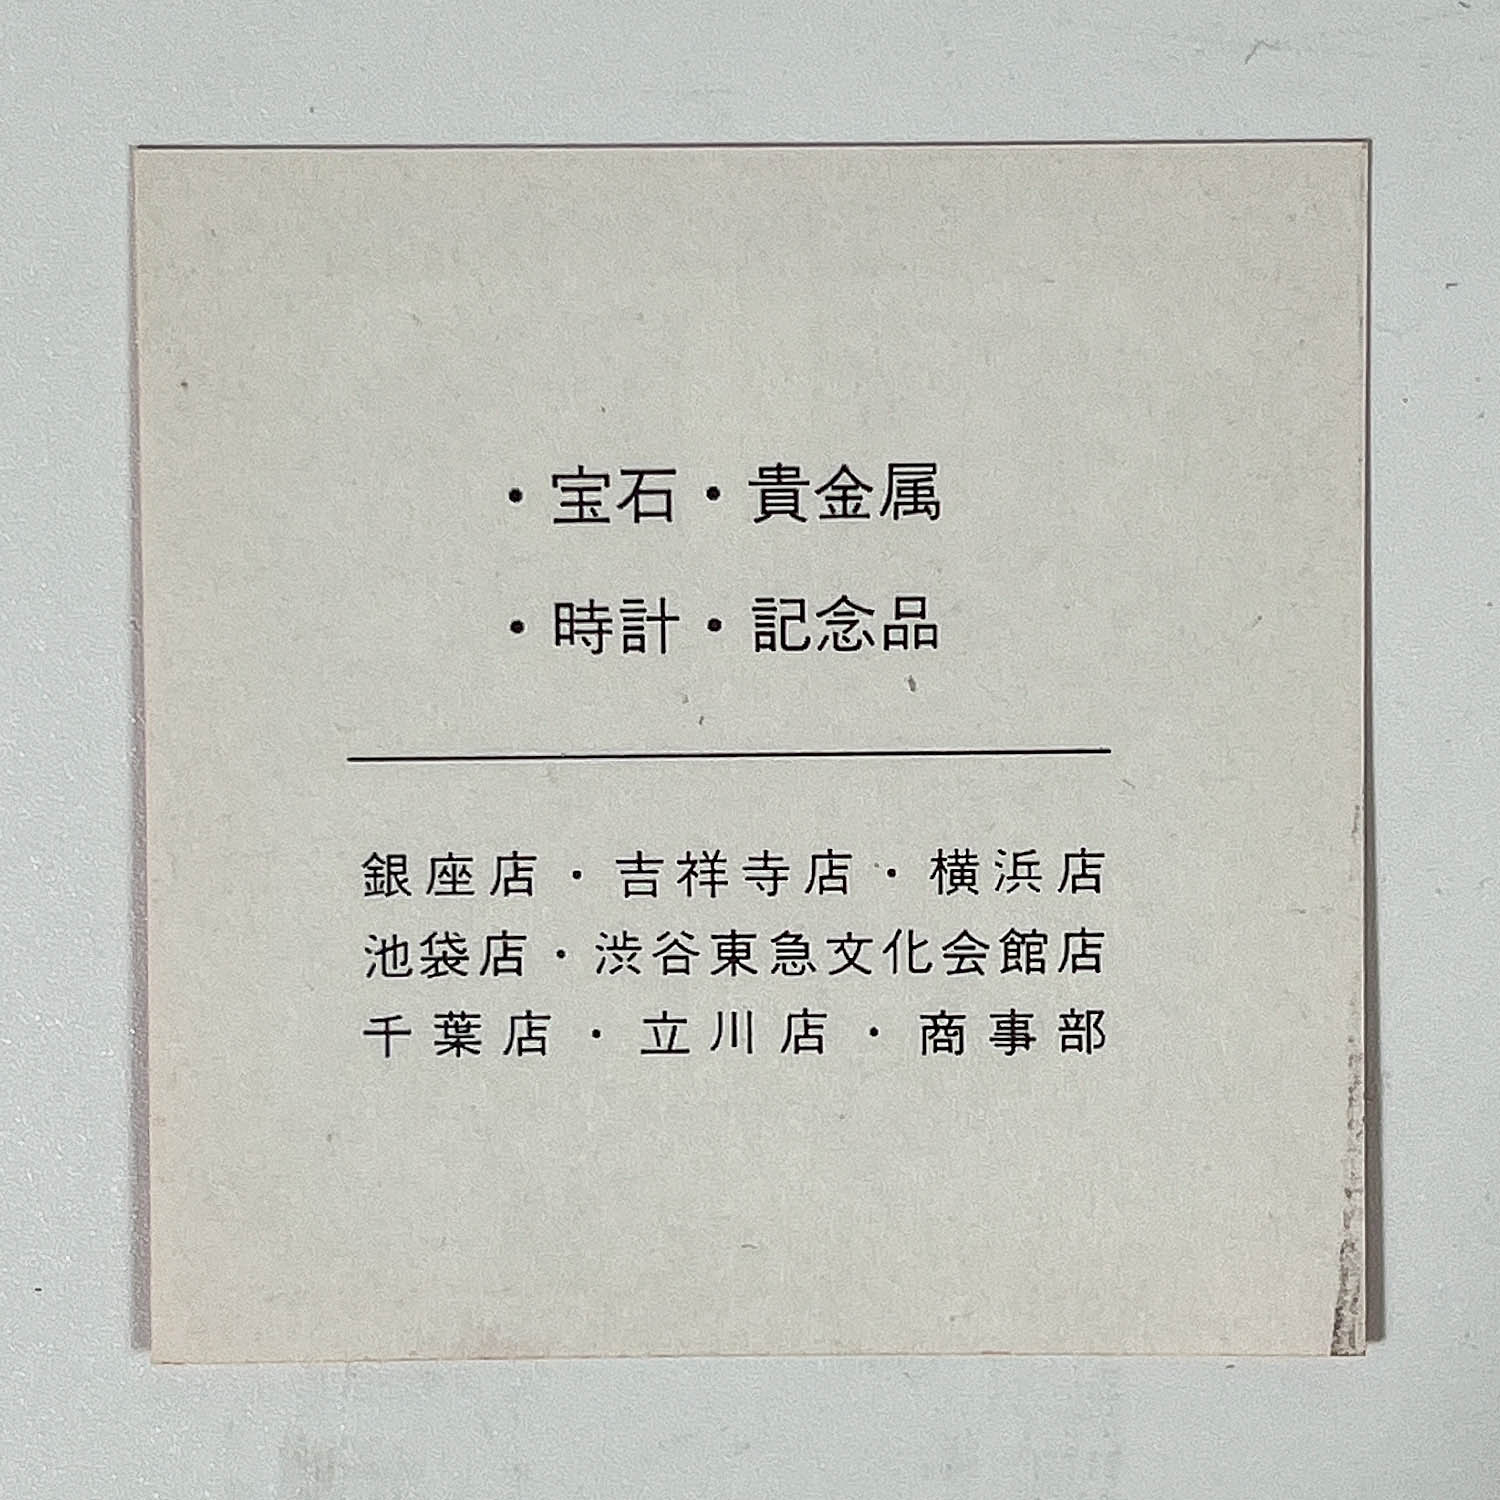 ・宝石・貴金属
・時計・記念品
銀座店・吉祥寺店・横浜店
池袋店・渋谷東急文化会館店
千葉店・立川店・商事部